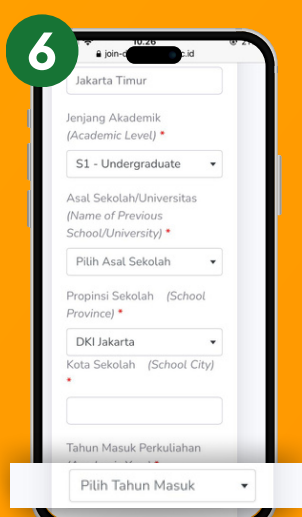 6
10.26
join-
c.id
Jakarta Timur
Jenjang Akademik
(Academic Level) *
S1 - Undergraduate
Asal Sekolah/Universitas
(Name of Previous
School/University) *
Pilih Asal Sekolah
Propinsi Sekolah (School
Province) *
DKI Jakarta
Kota Sekolah (School City)
*
Tahun Masuk Perkuliahan
Pilih Tahun Masuk